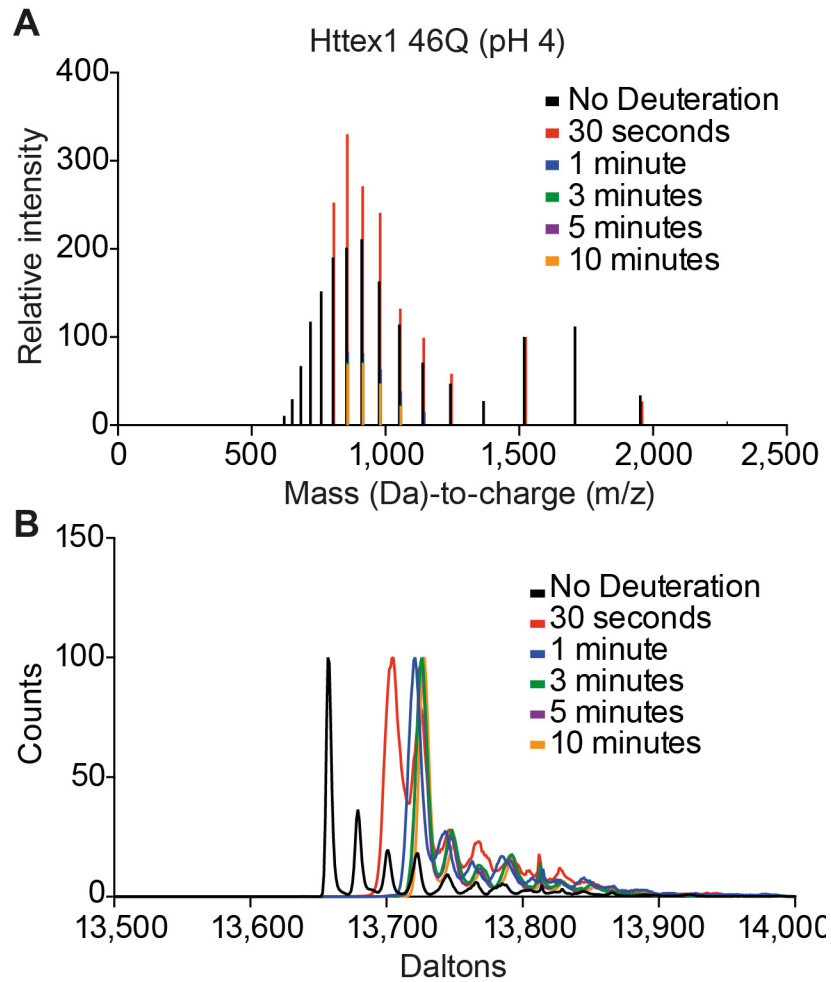 A
Httex1 46Q (pH 4)
400
300
200
100
0
Relative intensity
No Deuteration
30 seconds
1 minute
3 minutes
5 minutes
10 minutes
0 500 1,000 1,500 2,000 2,500
Mass (Da)-to-charge (m/z)
B
150
100
50
0
Counts
No Deuteration
30 seconds
1 minute
3 minutes
5 minutes
10 minutes
13,500 13,600 13,700 13,800 13,900 14,000
Daltons